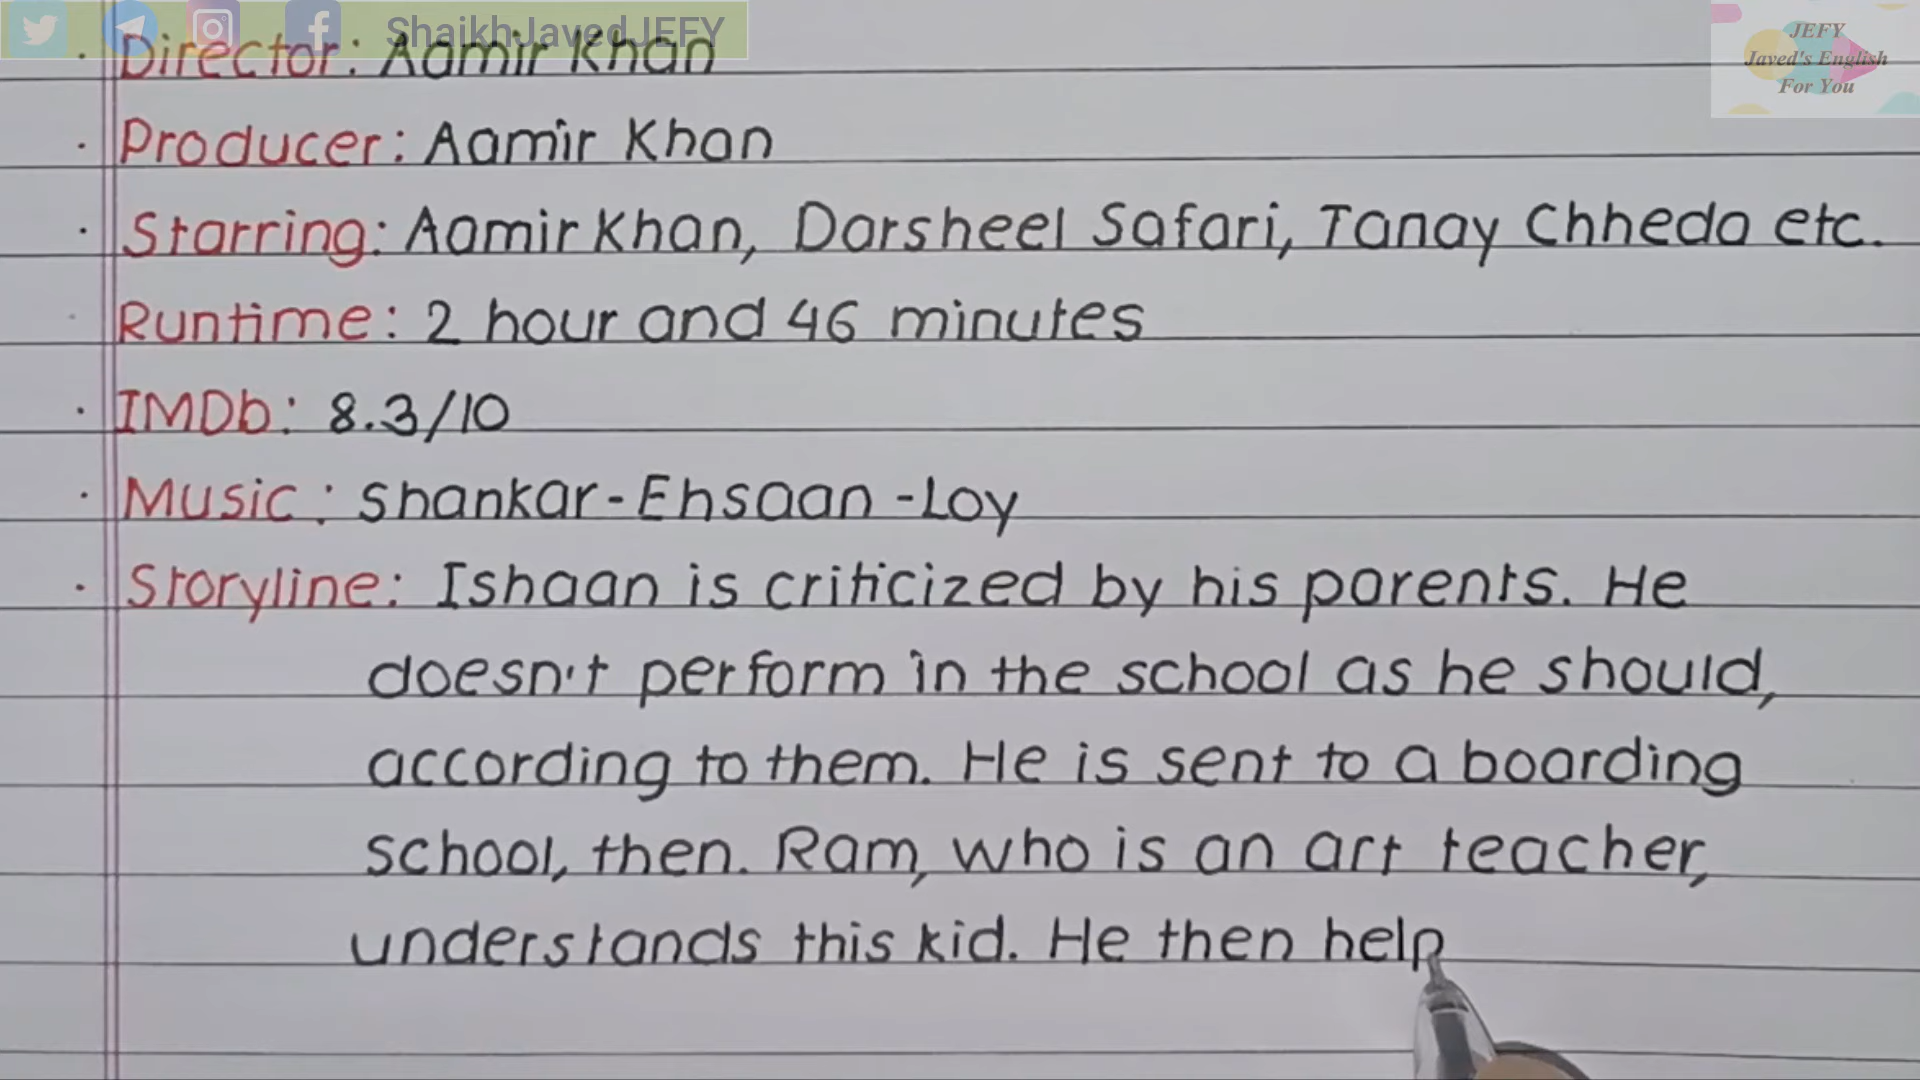 ShaikhJavedJEFY
JEFY
Javed's English
For You
· Director: Aamir Khan
· Producer: Aamir Khan
· Starring: Aamir Khan, Darsheel Safari, Tanay Chheda etc.
· Runtime: 2 hour and 46 minutes
· IMDb: 8.3/10
· Music: Shankar-Ehsaan-Loy
· Storyline: Ishaan is criticized by his parents. He
doesn't perform in the school as he should,
according to them. He is sent to a boarding
school, then. Ram, who is an art teacher,
understands this kid. He then help